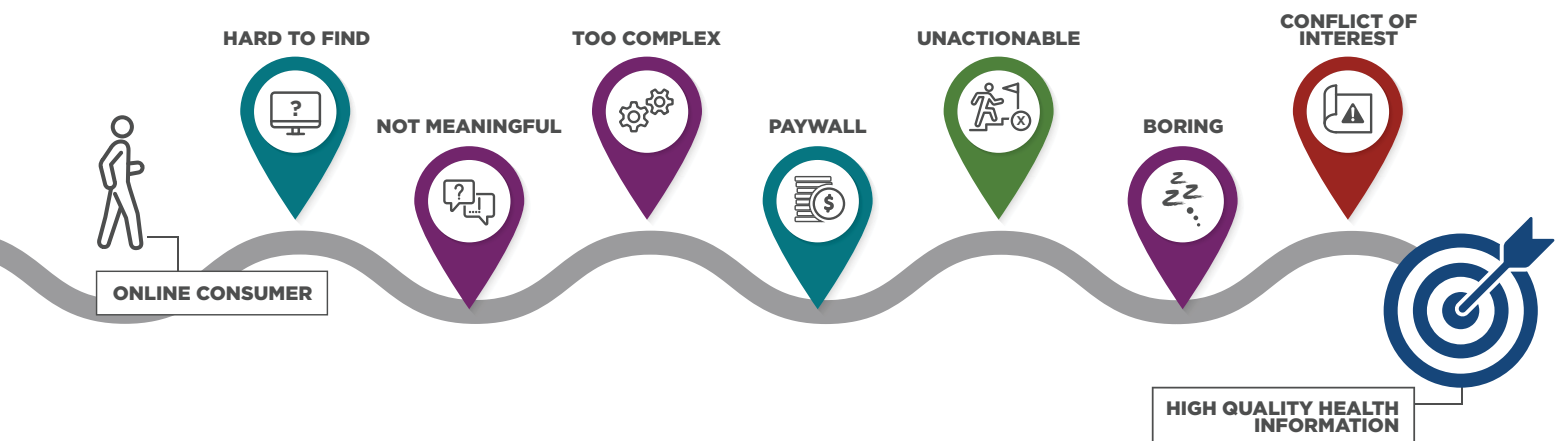 HARD TO FIND
NOT MEANINGFUL
TOO COMPLEX
PAYWALL
UNACTIONABLE
BORING
CONFLICT OF
INTEREST
?
?
...!
$
X
!
z
z
zz
ONLINE CONSUMER
HIGH QUALITY HEALTH
INFORMATION